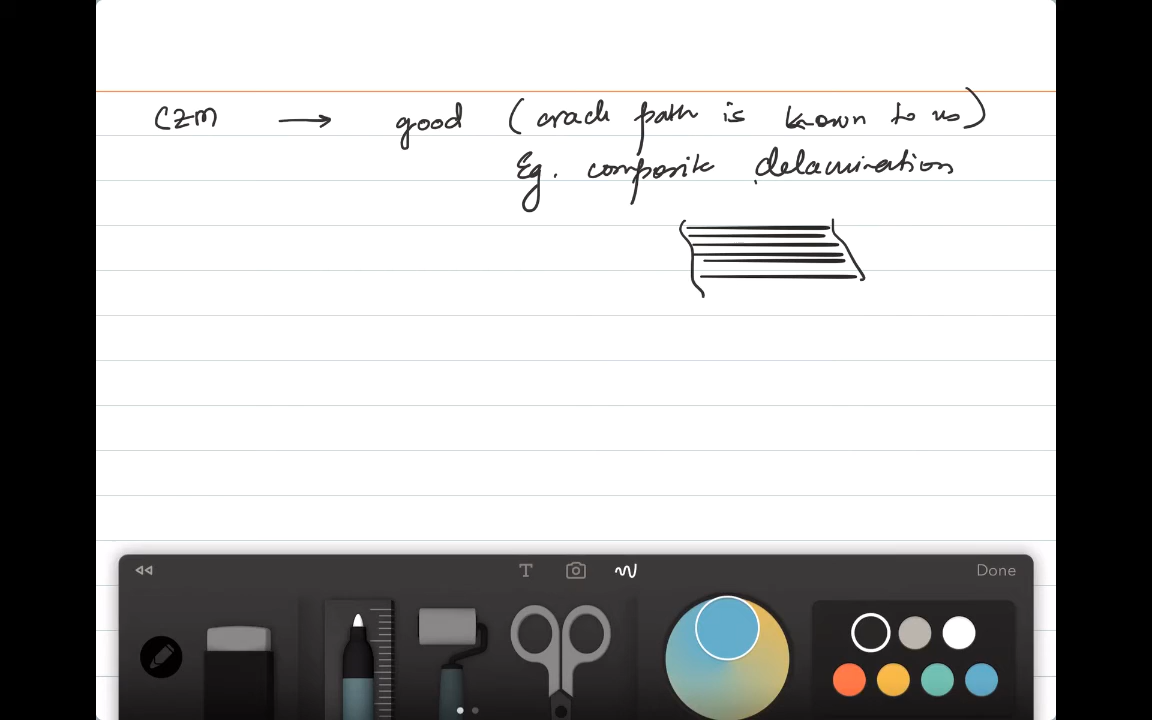 CZM → good (crack path is known to us)
Eg. composite delamination
T
Done